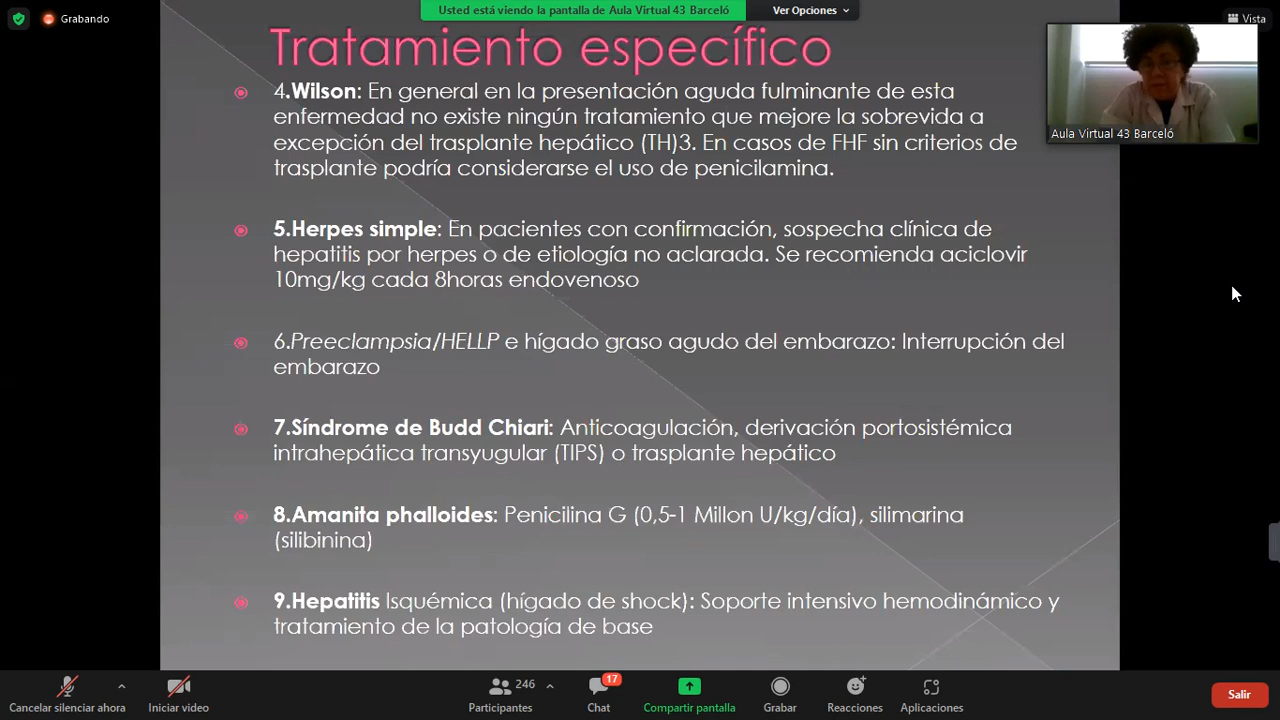 Grabando
Usted está viendo la pantalla de Aula Virtual 43 Barceló
Ver Opciones
Vista
Tratamiento específico
Aula Virtual 43 Barceló
4.Wilson: En general en la presentación aguda fulminante de esta
enfermedad no existe ningún tratamiento que mejore la sobrevida a
excepción del trasplante hepático (TH)3. En casos de FHF sin criterios de
trasplante podría considerarse el uso de penicilamina.
5.Herpes simple: En pacientes con confirmación, sospecha clínica de
hepatitis por herpes o de etiología no aclarada. Se recomienda aciclovir
10mg/kg cada 8horas endovenoso
6.Preeclampsia/HELLP e hígado graso agudo del embarazo: Interrupción del
embarazo
7.Síndrome de Budd Chiari: Anticoagulación, derivación portosistémica
intrahepática transyugular (TIPS) o trasplante hepático
8.Amanita phalloides: Penicilina G (0,5-1 Millon U/kg/día), silimarina
(silibinina)
9.Hepatitis Isquémica (hígado de shock): Soporte intensivo hemodinámico y
tratamiento de la patología de base
Cancelar silenciar ahora
Iniciar video
246
Participantes
17
Chat
Compartir pantalla
Grabar
Reacciones
Aplicaciones
Salir